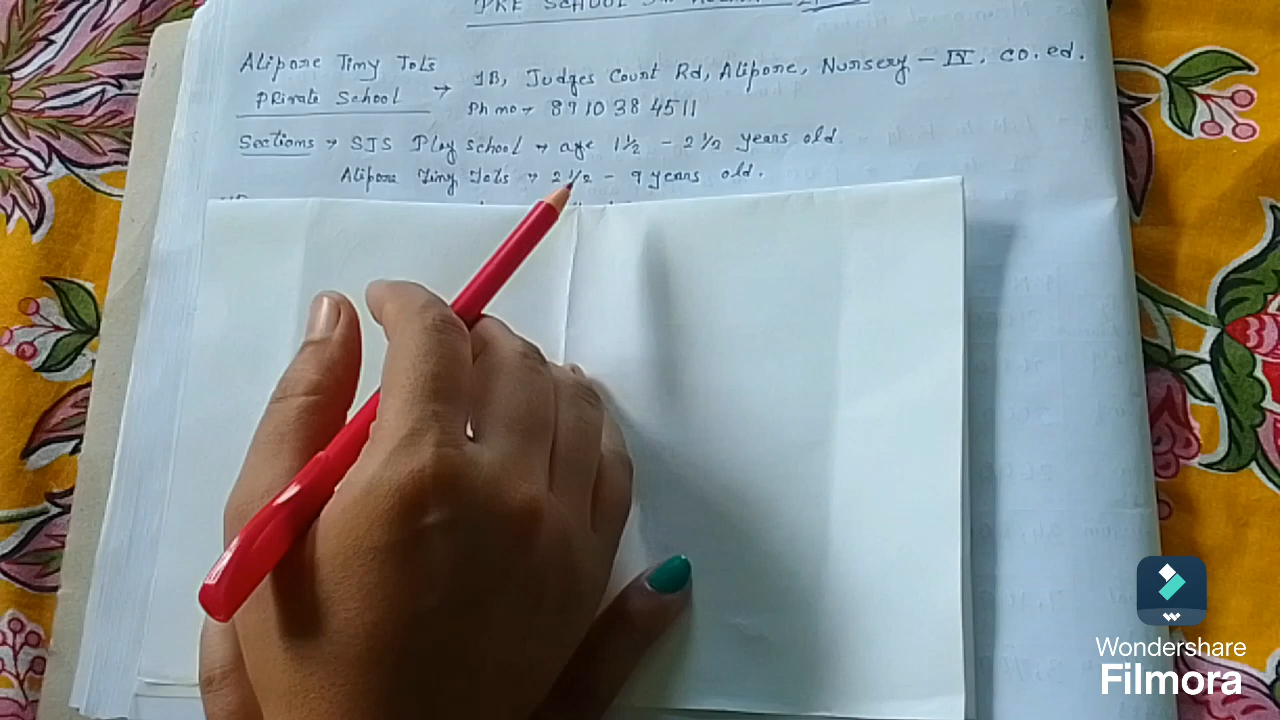 PRE SCHOOL
Alipore Tiny Tots → 1B, Judges Court Rd, Alipore, Nursery - IV, co.ed.
Private School Ph no → 8910384511
Sections → SJS Play school → age 1½ - 2½ years old.
Alipore Tiny Tots → 2½ - 9 years old.
Wondershare
Filmora